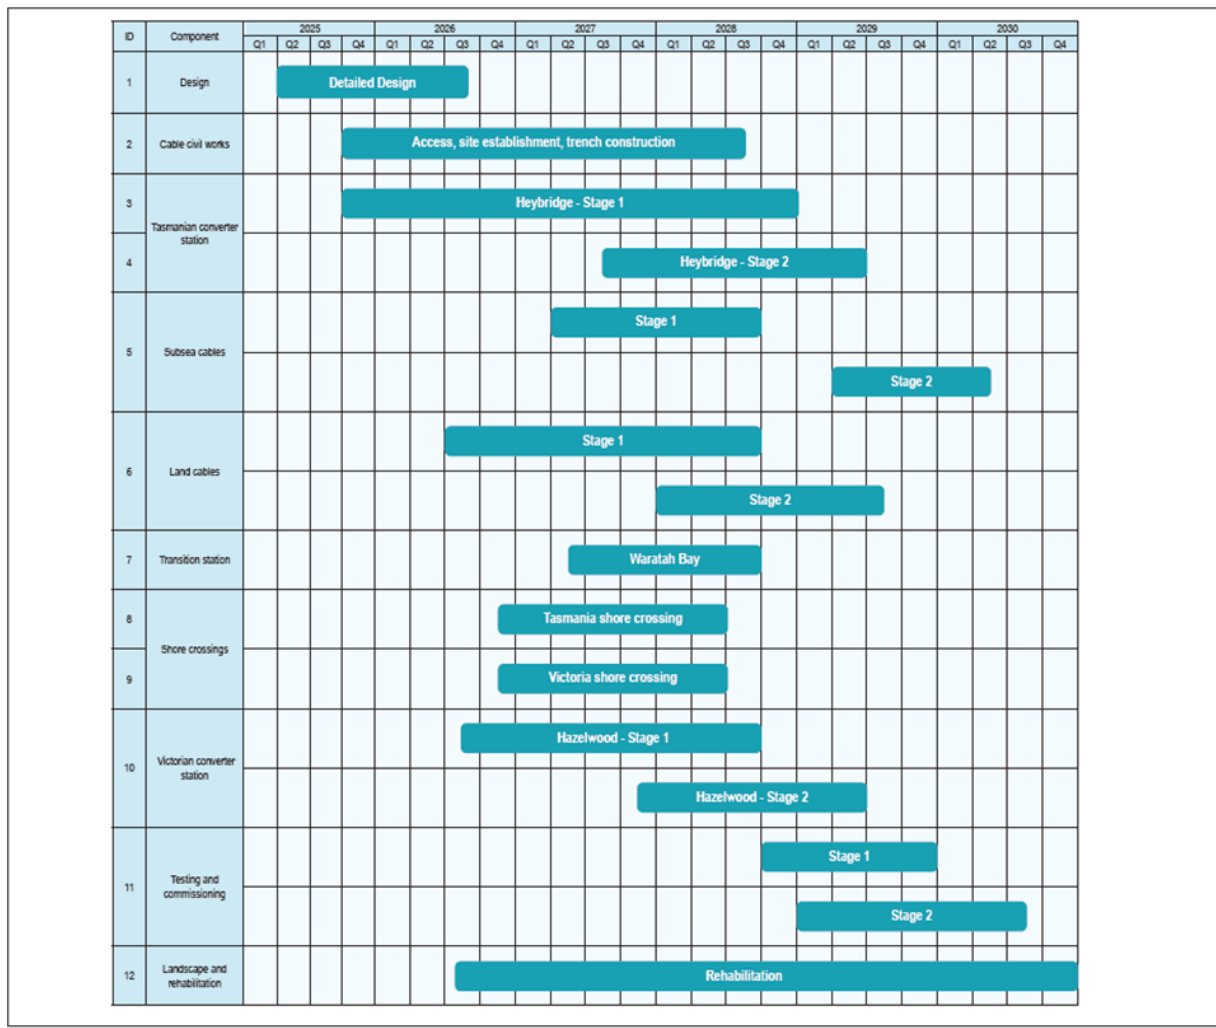 ID Component 2025 2026 2027 2028 2029 2030
Q1 Q2 Q3 Q4 Q1 Q2 Q3 Q4 Q1 Q2 Q3 Q4 Q1 Q2 Q3 Q4 Q1 Q2 Q3 Q4 Q1 Q2 Q3 Q4
1 Design Detailed Design
2 Cable civil works Access, site establishment, trench construction
3 Heybridge - Stage 1
Tasmanian converter
station
4 Heybridge - Stage 2
Stage 1
5 Subsea cables
Stage 2
Stage 1
6 Land cables
Stage 2
7 Transition station Waratah Bay
8 Tasmania shore crossing
Shore crossings
9 Victoria shore crossing
Hazelwood - Stage 1
10 Victorian converter
station
Hazelwood - Stage 2
Stage 1
11 Testing and
commissioning
Stage 2
12 Landscape and
rehabilitation
Rehabilitation